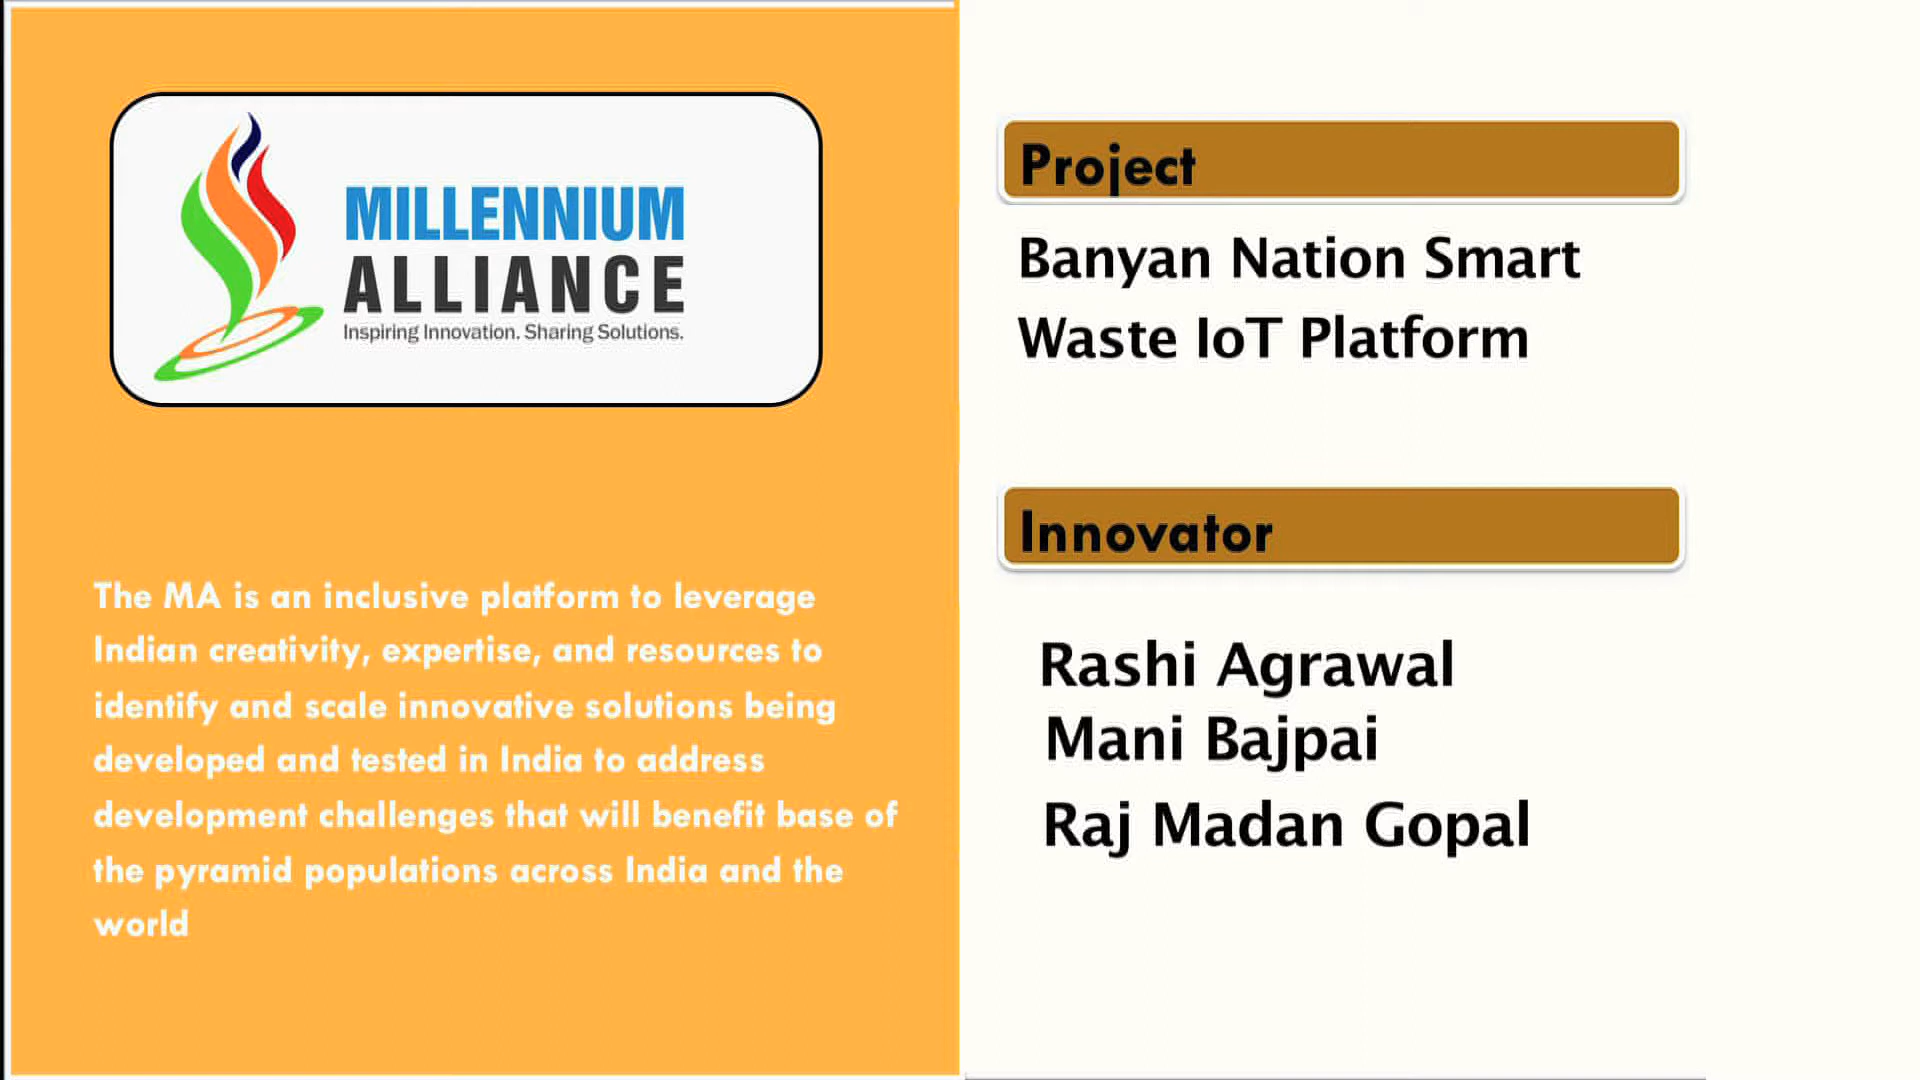 MILLENNIUM
ALLIANCE
Inspiring Innovation. Sharing Solutions.
The MA is an inclusive platform to leverage
Indian creativity, expertise, and resources to
identify and scale innovative solutions being
developed and tested in India to address
development challenges that will benefit base of
the pyramid populations across India and the
world
Project
Banyan Nation Smart
Waste IoT Platform
Innovator
Rashi Agrawal
Mani Bajpai
Raj Madan Gopal